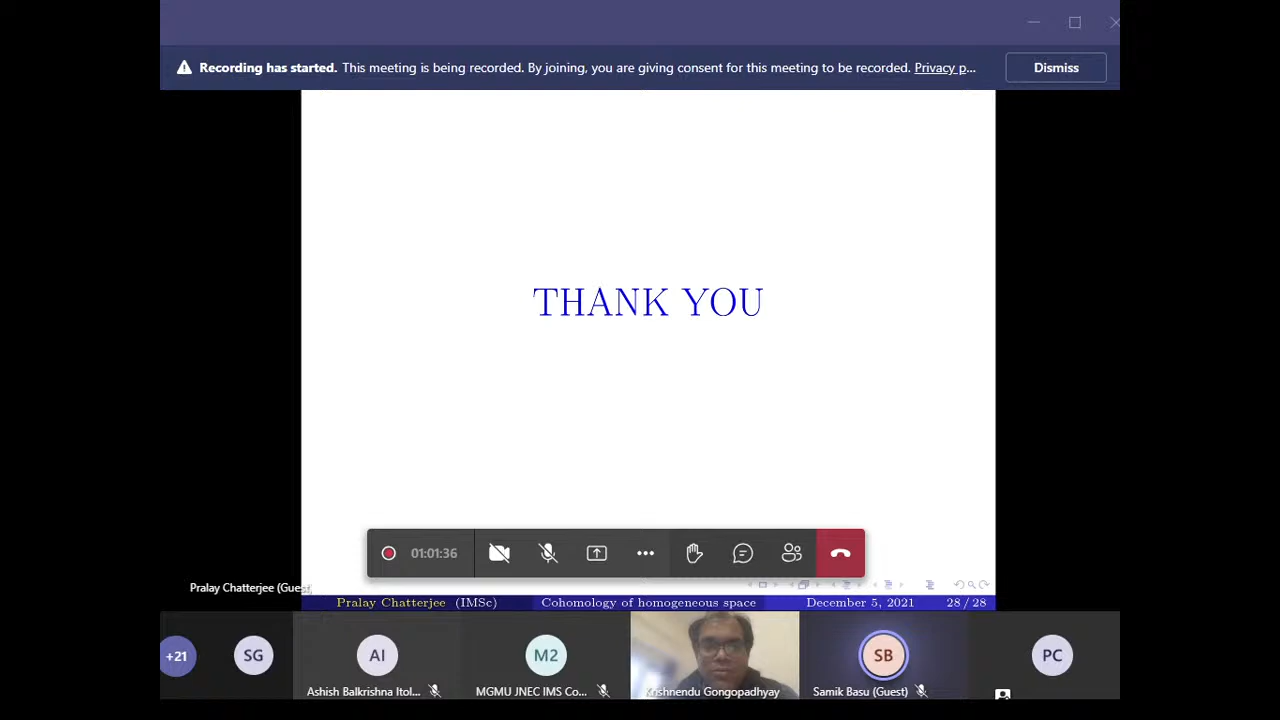 Recording has started. This meeting is being recorded. By joining, you are giving consent for this meeting to be recorded. Privacy p...
Dismiss
THANK YOU
01:01:36
Pralay Chatterjee (Guest)
Pralay Chatterjee (IMSc)
Cohomology of homogeneous space
December 5, 2021
28 / 28
+21
SG
AI
M2
SB
PC
Ashish Balkrishna Itol...
MGMU JNEC IMS Co...
Krishnendu Gongopadhyay
Samik Basu (Guest)